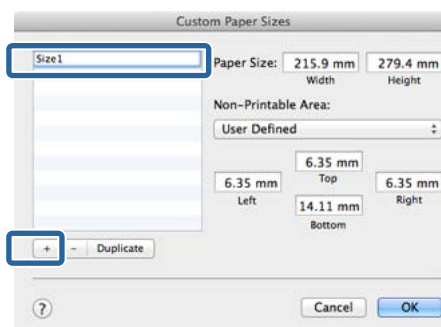 Custom Paper Sizes
Size1
Paper Size: 215.9 mm 279.4 mm
Width Height
Non-Printable Area:
User Defined
6.35 mm
Top
6.35 mm 6.35 mm
Left Right
14.11 mm
Bottom
+ - Duplicate
? Cancel OK